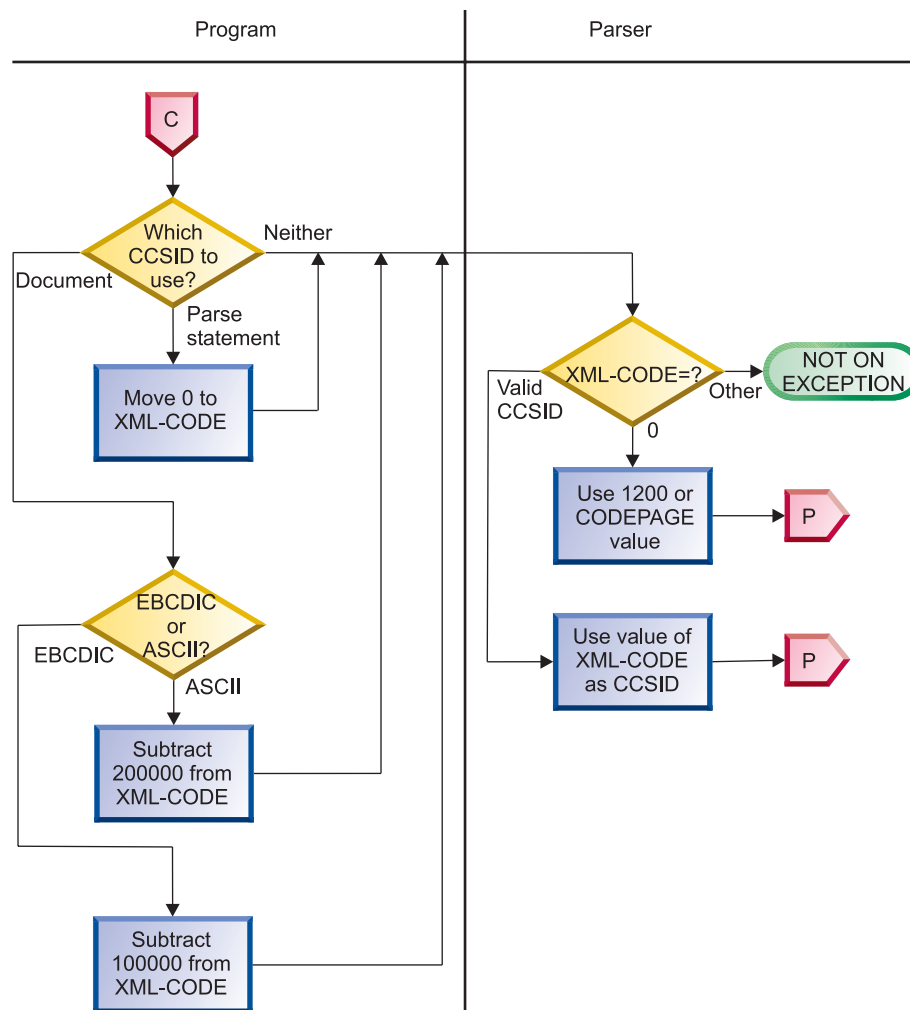 Program
Parser
C
Which
CCSID to
use?
Neither
Document
Parse
statement
Move 0 to
XML-CODE
XML-CODE=?
Valid
CCSID
Other
NOT ON
EXCEPTION
0
Use 1200 or
CODEPAGE
value
P
EBCDIC
or
ASCII?
EBCDIC
ASCII
Use value of
XML-CODE
as CCSID
P
Subtract
200000 from
XML-CODE
Subtract
100000 from
XML-CODE